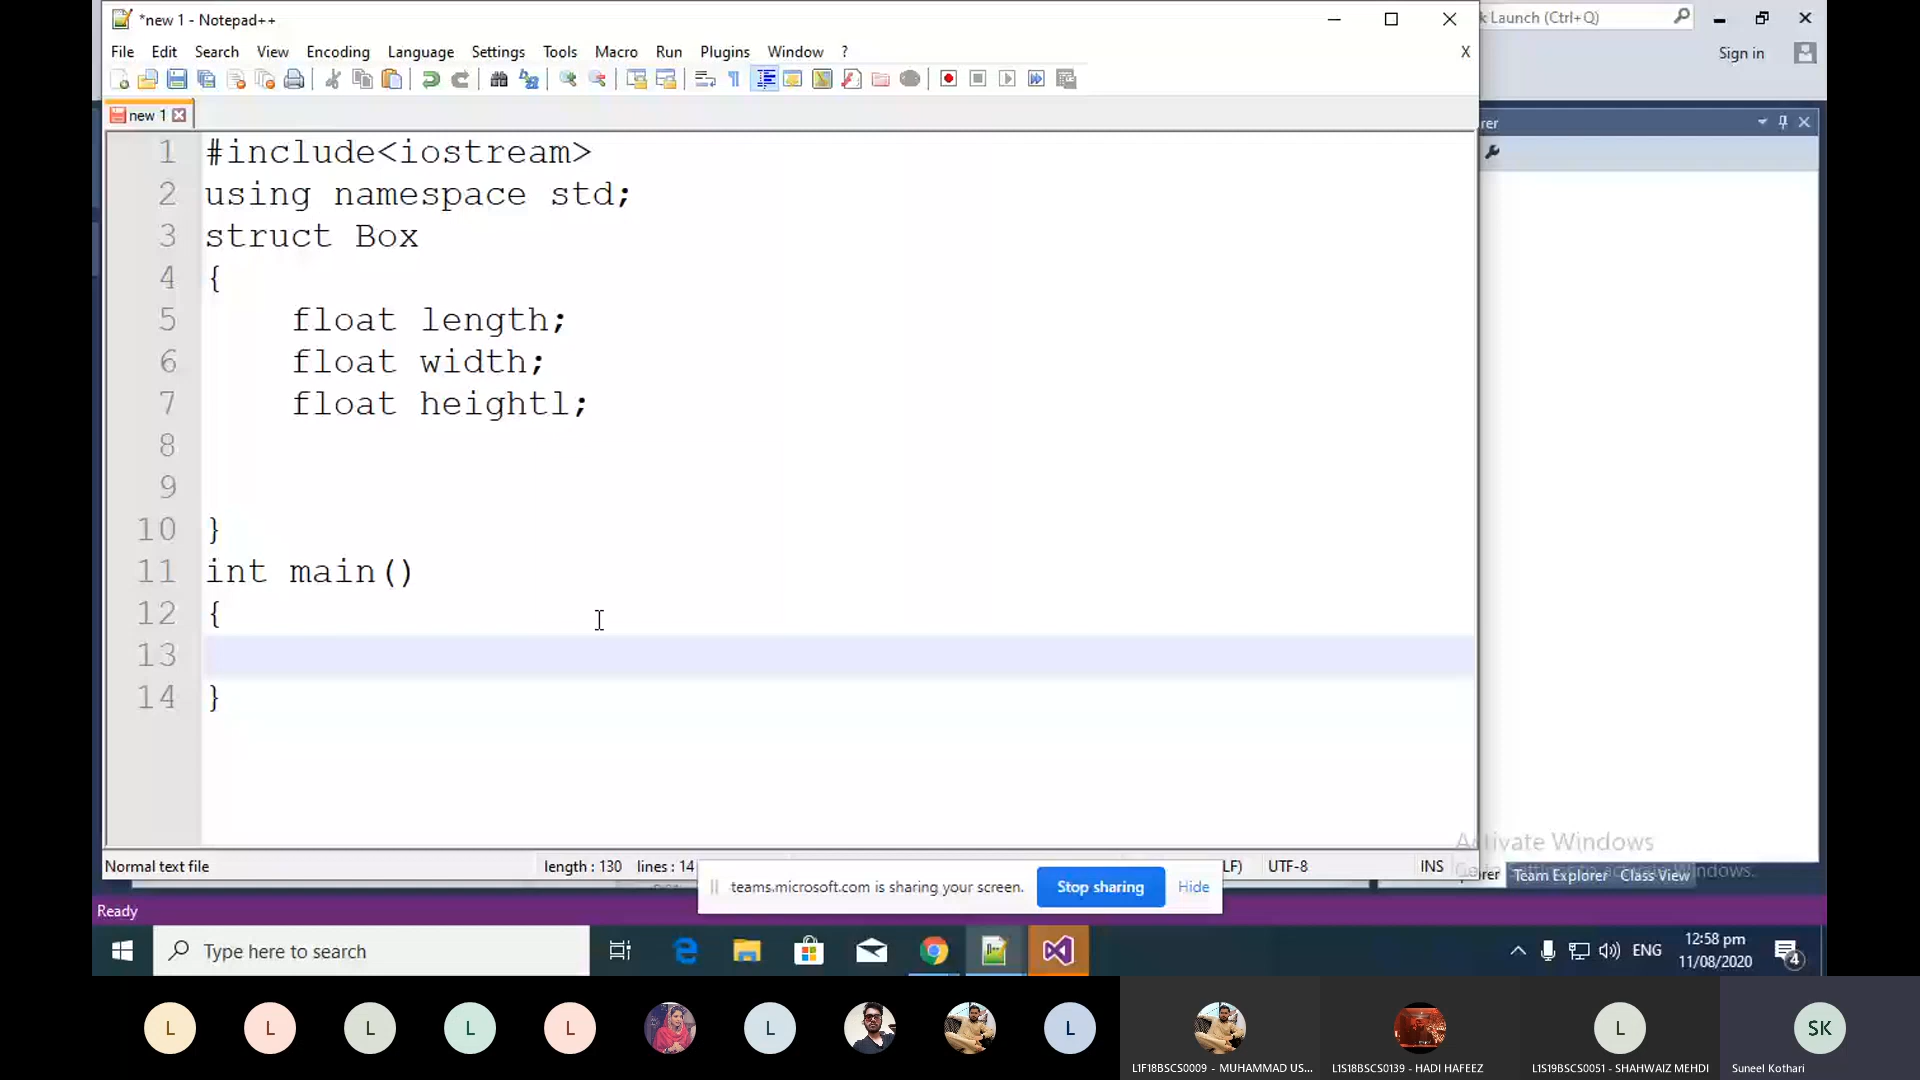 *new 1 - Notepad++
k Launch (Ctrl+Q)
File Edit Search View Encoding Language Settings Tools Macro Run Plugins Window ? X
Sign in
new 1
rer
1 #include<iostream>
2 using namespace std;
3 struct Box
4 {
5 float length;
6 float width;
7 float heightl;
8
9
10 }
11 int main()
12 {
13
14 }
Activate Windows
Normal text file length : 130 lines : 14 LF) UTF-8 INS
orer Team Explorer Class View
teams.microsoft.com is sharing your screen. Stop sharing Hide
Ready
Type here to search
ENG
12:58 pm
11/08/2020
4
L L L L L L L L SK
L1F18BSCS0009 - MUHAMMAD US... L1S18BSCS0139 - HADI HAFEEZ L1S19BSCS0051 - SHAHWAIZ MEHDI Suneel Kothari